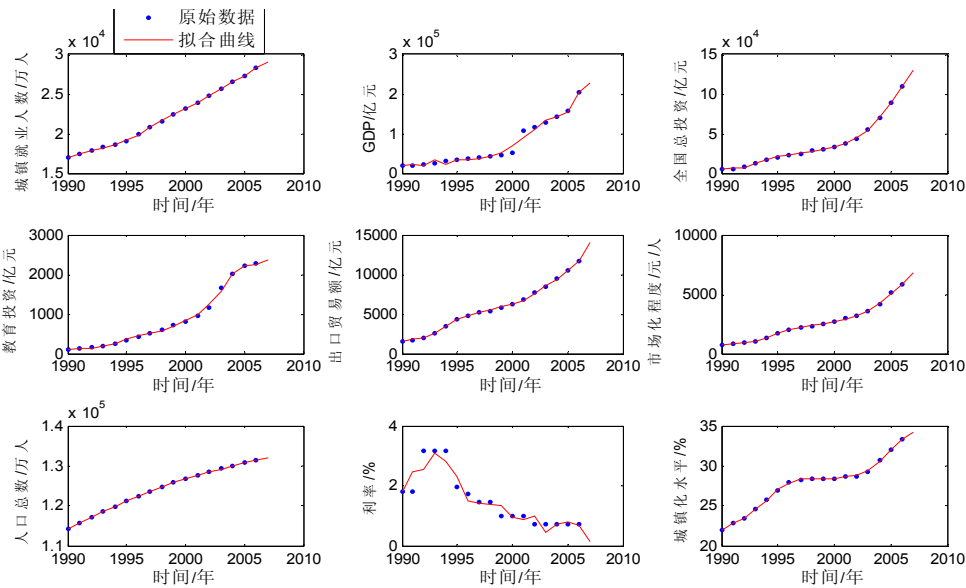 原始数据
拟合曲线
x 10^4
3
2.5
2
1.5
1990 1995 2000 2005 2010
城镇就业人数/万人
时间/年
x 10^5
3
2
1
0
1990 1995 2000 2005 2010
GDP/亿元
时间/年
x 10^4
15
10
5
0
1990 1995 2000 2005 2010
全国总投资/亿元
时间/年
3000
2000
1000
0
1990 1995 2000 2005 2010
教育投资/亿元
时间/年
15000
10000
5000
0
1990 1995 2000 2005 2010
出口贸易额/亿元
时间/年
10000
5000
0
1990 1995 2000 2005 2010
市场化程度/元/人
时间/年
x 10^5
1.4
1.3
1.2
1.1
1990 1995 2000 2005 2010
人口总数/万人
时间/年
4
2
0
1990 1995 2000 2005 2010
利率/%
时间/年
35
30
25
20
1990 1995 2000 2005 2010
城镇化水平/%
时间/年